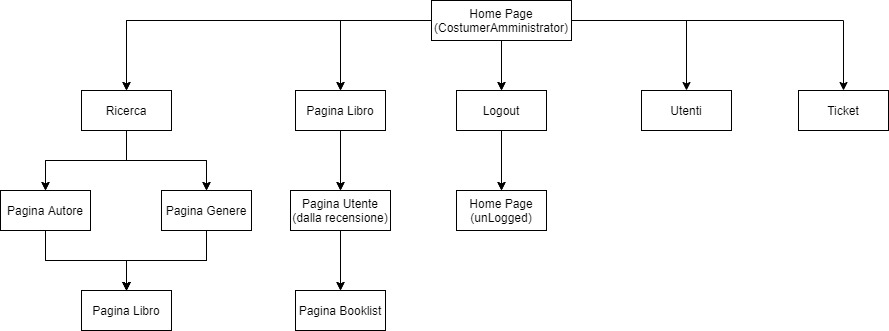 Home Page
(CostumerAmministrator)
Ricerca
Pagina Libro
Logout
Utenti
Ticket
Pagina Autore
Pagina Genere
Pagina Utente
(dalla recensione)
Home Page
(unLogged)
Pagina Libro
Pagina Booklist